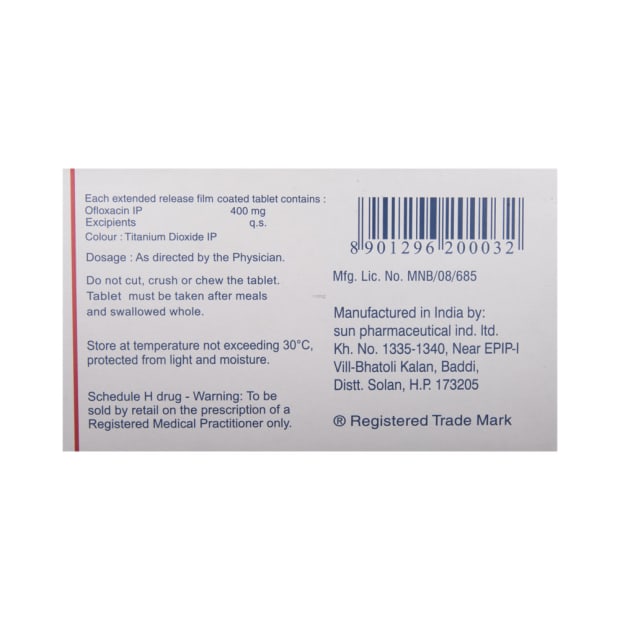 Each extended release film coated tablet contains :
Ofloxacin IP 400 mg
Excipients q.s.
Colour : Titanium Dioxide IP
Dosage : As directed by the Physician.
Do not cut, crush or chew the tablet.
Tablet must be taken after meals
and swallowed whole.
Store at temperature not exceeding 30°C,
protected from light and moisture.
Schedule H drug - Warning: To be
sold by retail on the prescription of a
Registered Medical Practitioner only.
8 901296 200032
Mfg. Lic. No. MNB/08/685
Manufactured in India by:
sun pharmaceutical ind. ltd.
Kh. No. 1335-1340, Near EPIP-I
Vill-Bhatoli Kalan, Baddi,
Distt. Solan, H.P. 173205
® Registered Trade Mark